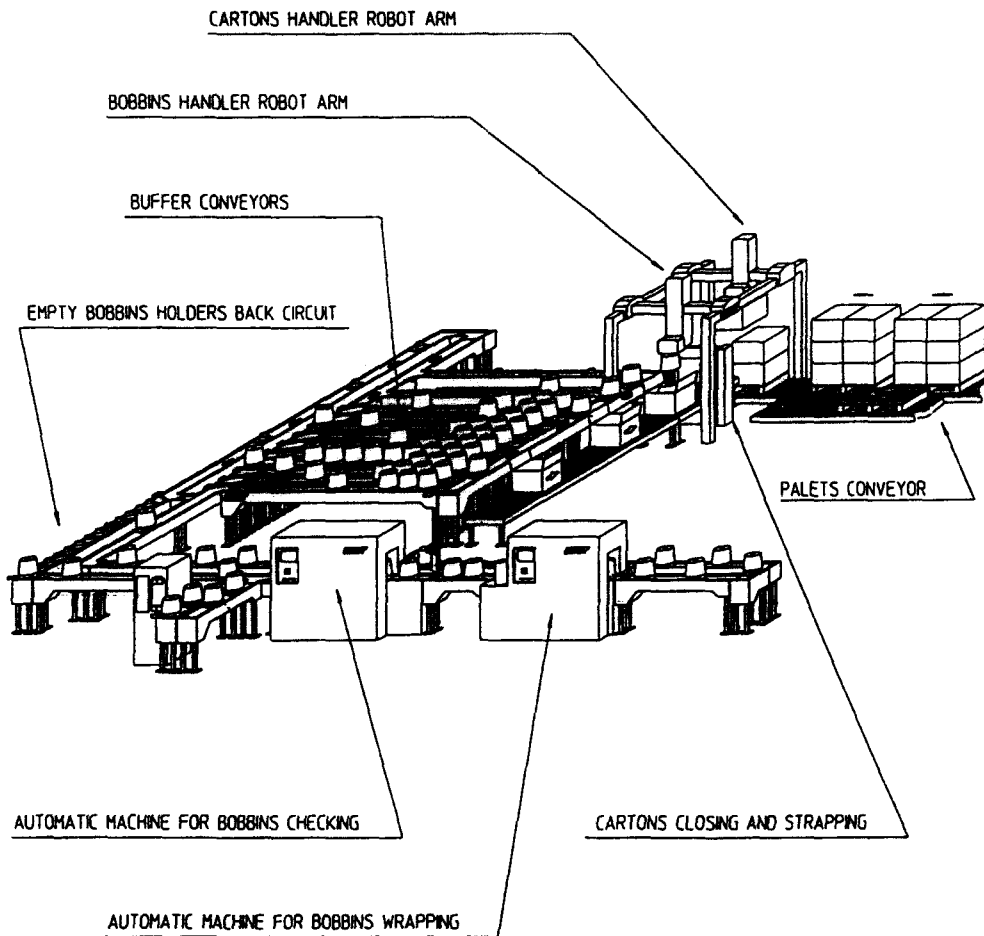 CARTONS HANDLER ROBOT ARM
BOBBINS HANDLER ROBOT ARM
BUFFER CONVEYORS
EMPTY BOBBINS HOLDERS BACK CIRCUIT
PALETS CONVEYOR
AUTOMATIC MACHINE FOR BOBBINS CHECKING
CARTONS CLOSING AND STRAPPING
AUTOMATIC MACHINE FOR BOBBINS WRAPPING